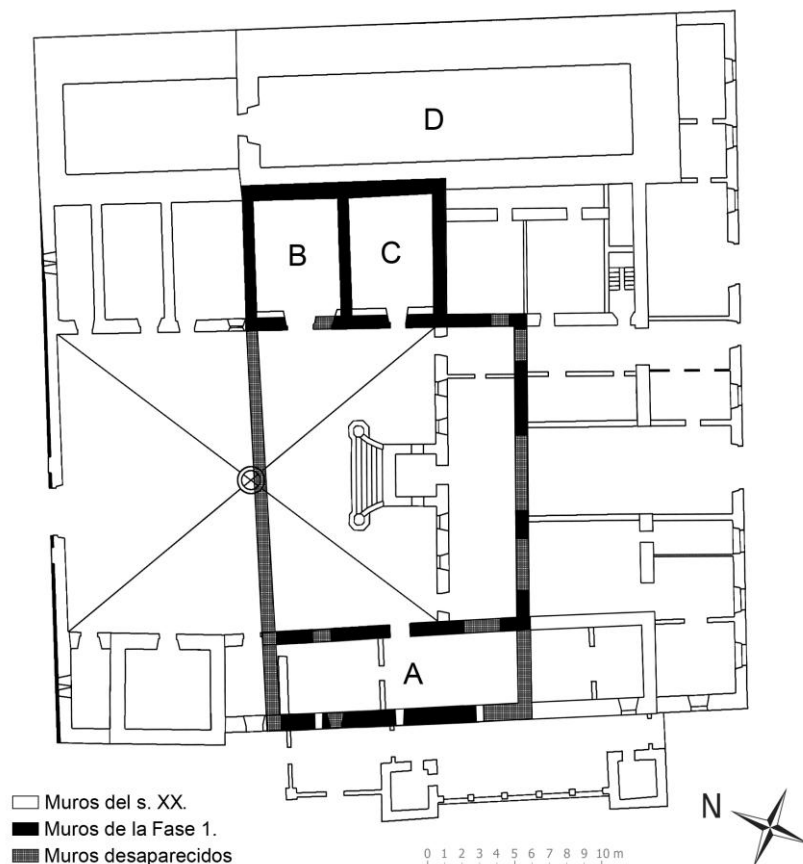 D
B
C
A
Muros del s. XX.
Muros de la Fase 1.
Muros desaparecidos
N
0 1 2 3 4 5 6 7 8 9 10 m